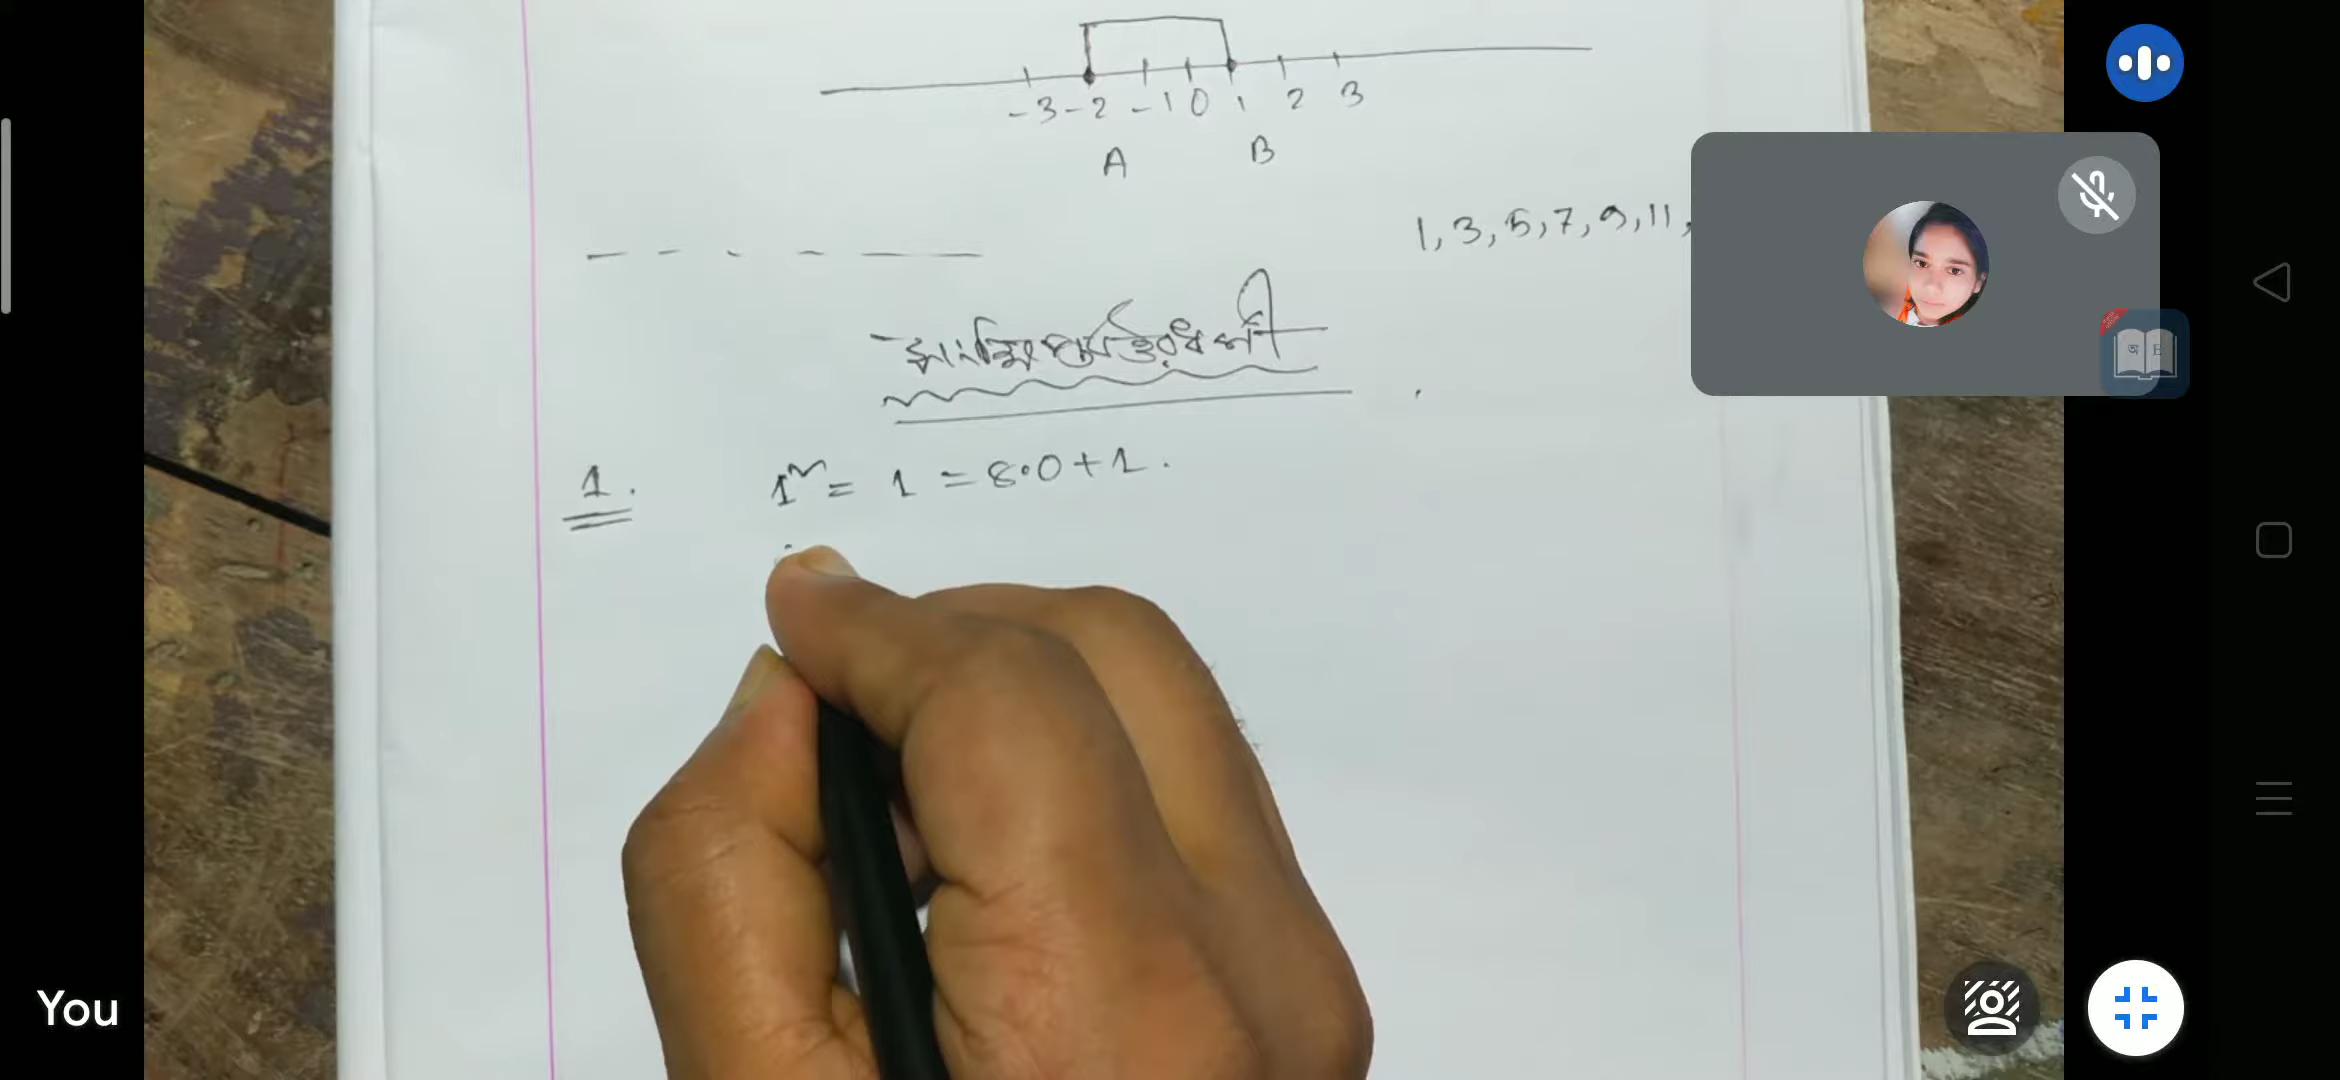 -3 -2 -1 0 1 2 3
A B
1, 3, 5, 7, 9, 11,
1. 1² = 1 = 8·0+1.
You